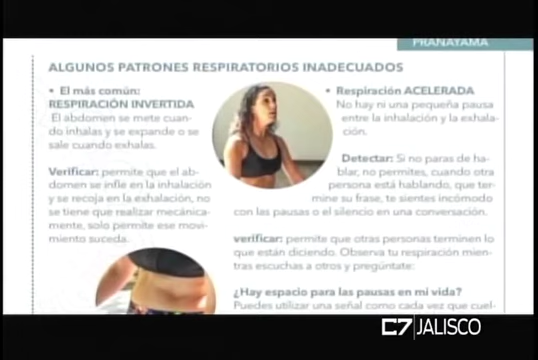 PRANAYAMA
ALGUNOS PATRONES RESPIRATORIOS INADECUADOS
• El más común:
RESPIRACIÓN INVERTIDA
El abdomen se mete cuan-
do inhalas y se expande o se
sale cuando exhalas.
Verificar: permite que el ab-
domen se infle en la inhalación
y se recoja en la exhalación, no
se tiene que realizar mecánica-
mente, solo permite ese movi-
miento suceda.
• Respiración ACELERADA
No hay ni una pequeña pausa
entre la inhalación y la exhala-
ción.
Detectar: Si no paras de ha-
blar, no permites, cuando otra
persona está hablando, que ter-
mine su frase, te sientes incómodo
con las pausas o el silencio en una conversación.
verificar: permite que otras personas terminen lo
que están diciendo. Observa tu respiración mien-
tras escuchas a otros y pregúntate:
¿Hay espacio para las pausas en mi vida?
Puedes utilizar una señal como cada vez que cuel-
C7 JALISCO